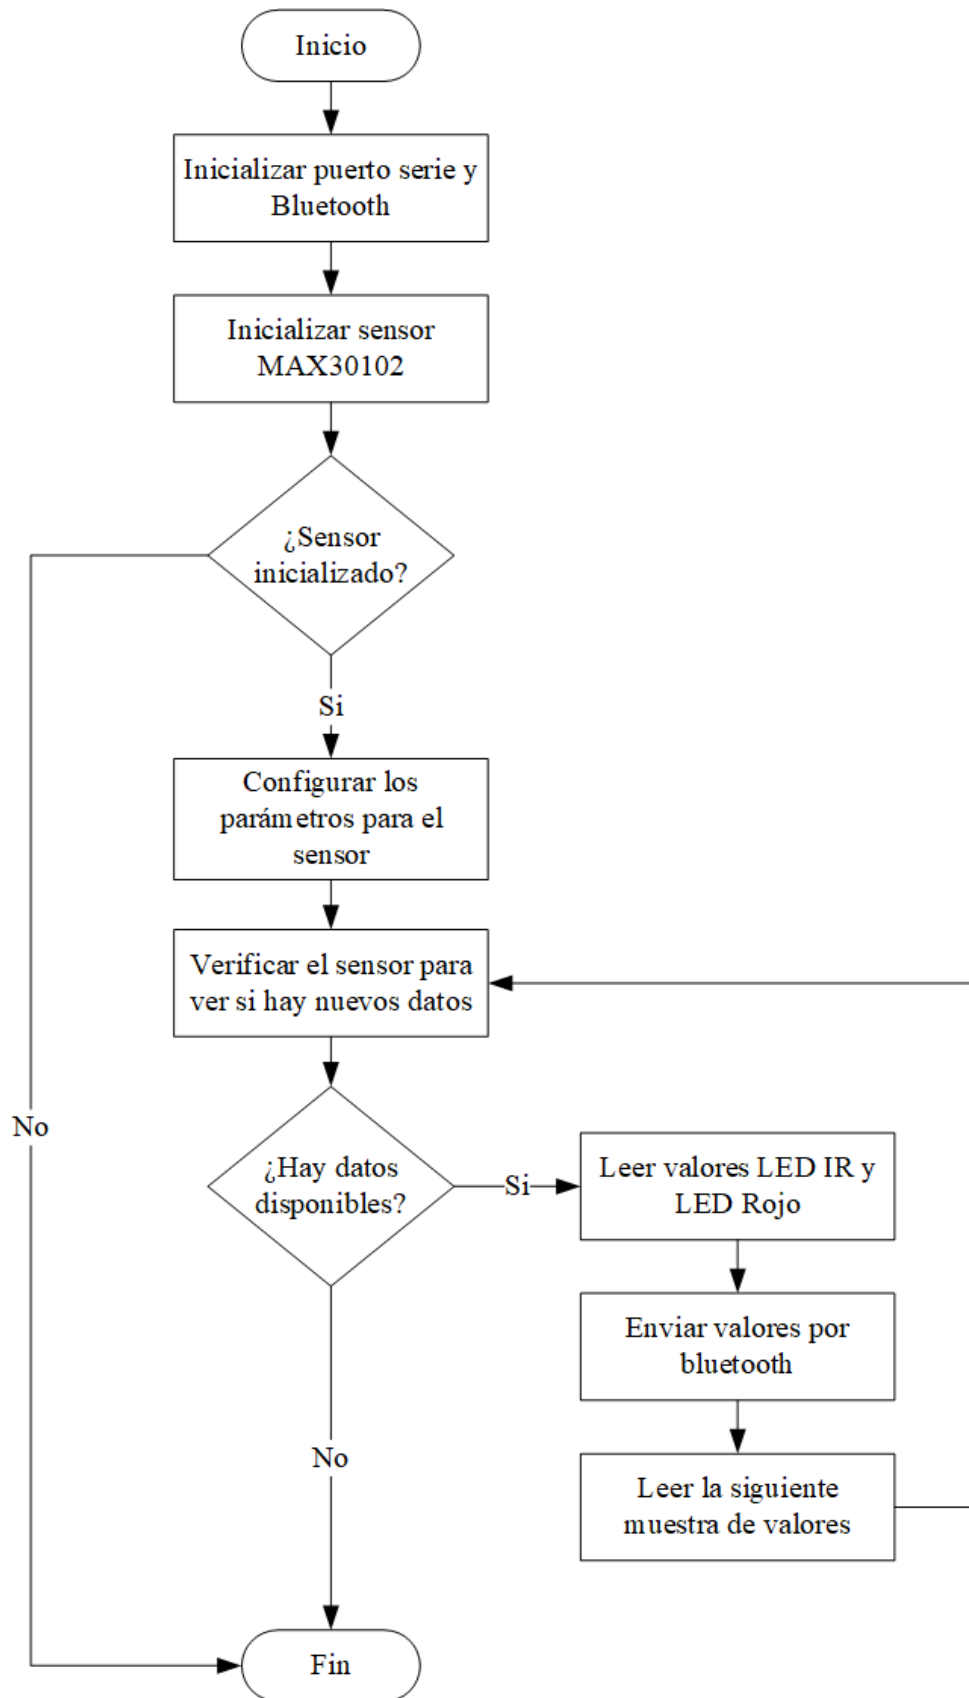 Inicio
Inicializar puerto serie y
Bluetooth
Inicializar sensor
MAX30102
¿Sensor
inicializado?
Si
Configurar los
parámetros para el
sensor
Verificar el sensor para
ver si hay nuevos datos
No
¿Hay datos
disponibles?
Si
Leer valores LED IR y
LED Rojo
Enviar valores por
bluetooth
No
Leer la siguiente
muestra de valores
Fin